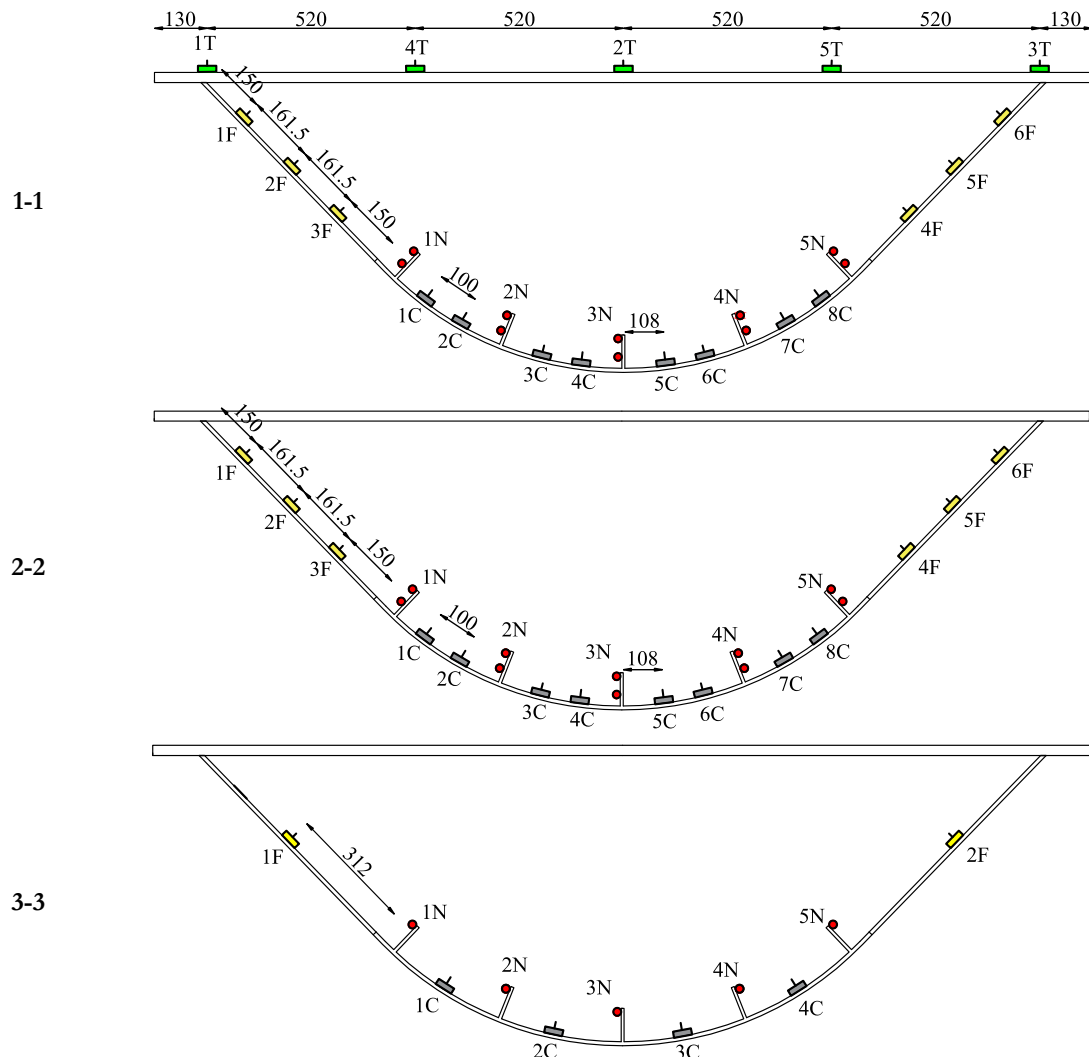 130 520 520 520 520 130
1T 4T 2T 5T 3T
1-1
150 161.5 161.5 150
1F 2F 3F 4F 5F 6F
1N 2N 3N 4N 5N
100 108
1C 2C 3C 4C 5C 6C 7C 8C
2-2
150 161.5 161.5 150
1F 2F 3F 4F 5F 6F
1N 2N 3N 4N 5N
100 108
1C 2C 3C 4C 5C 6C 7C 8C
3-3
312
1F 2F
1N 2N 3N 4N 5N
1C 2C 3C 4C